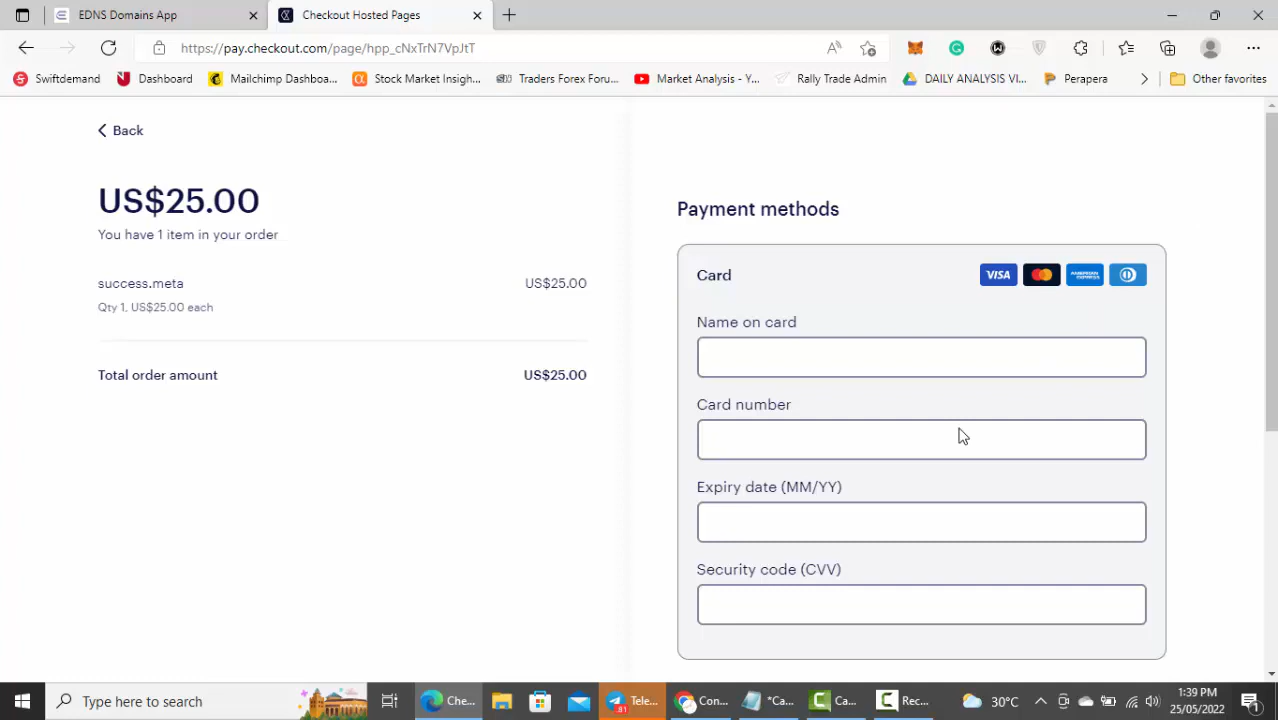 EDNS Domains App
Checkout Hosted Pages
https://pay.checkout.com/page/hpp_cNxTrN7VpJtT
Swiftdemand
Dashboard
Mailchimp Dashboa...
Stock Market Insigh...
Traders Forex Foru...
Market Analysis - Y...
Rally Trade Admin
DAILY ANALYSIS VI...
Perapera
Other favorites
Back
US$25.00
You have 1 item in your order
success.meta US$25.00
Qty 1, US$25.00 each
Total order amount US$25.00
Payment methods
Card
VISA
AMERICAN EXPRESS
Name on card
Card number
Expiry date (MM/YY)
Security code (CVV)
Type here to search
Che...
Tele...
81
Con...
*Ca...
Ca...
Rec...
30°C
1:39 PM
25/05/2022
1